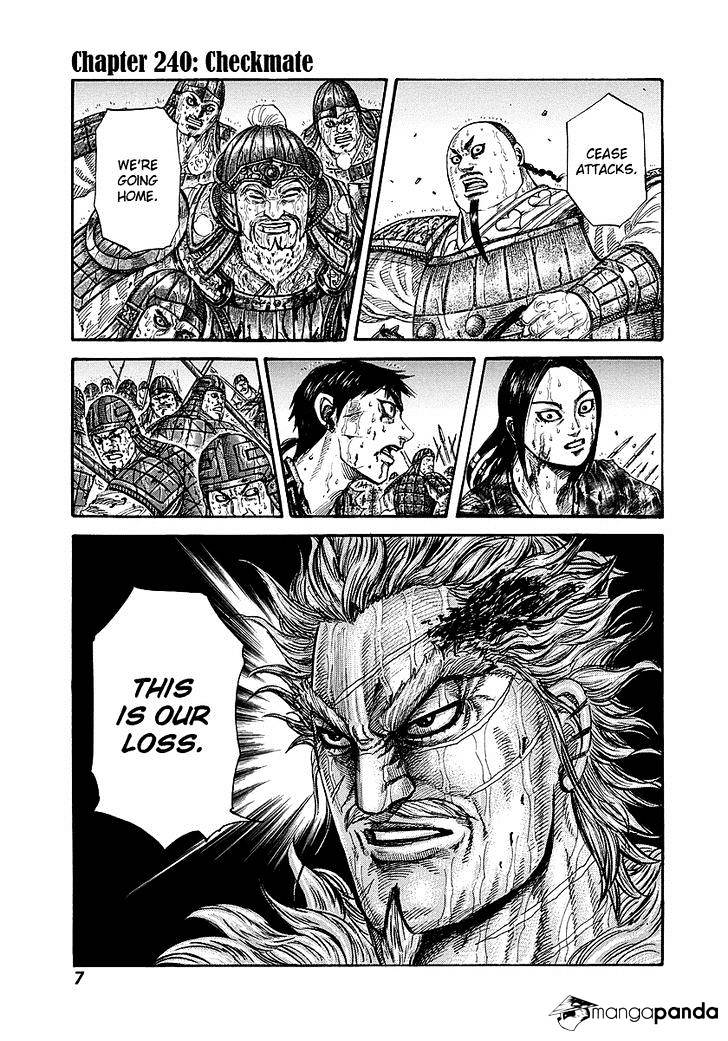 Chapter 240: Checkmate
WE'RE
GOING
HOME.
CEASE
ATTACKS.
THIS
IS OUR
LOSS.
7
mangapanda